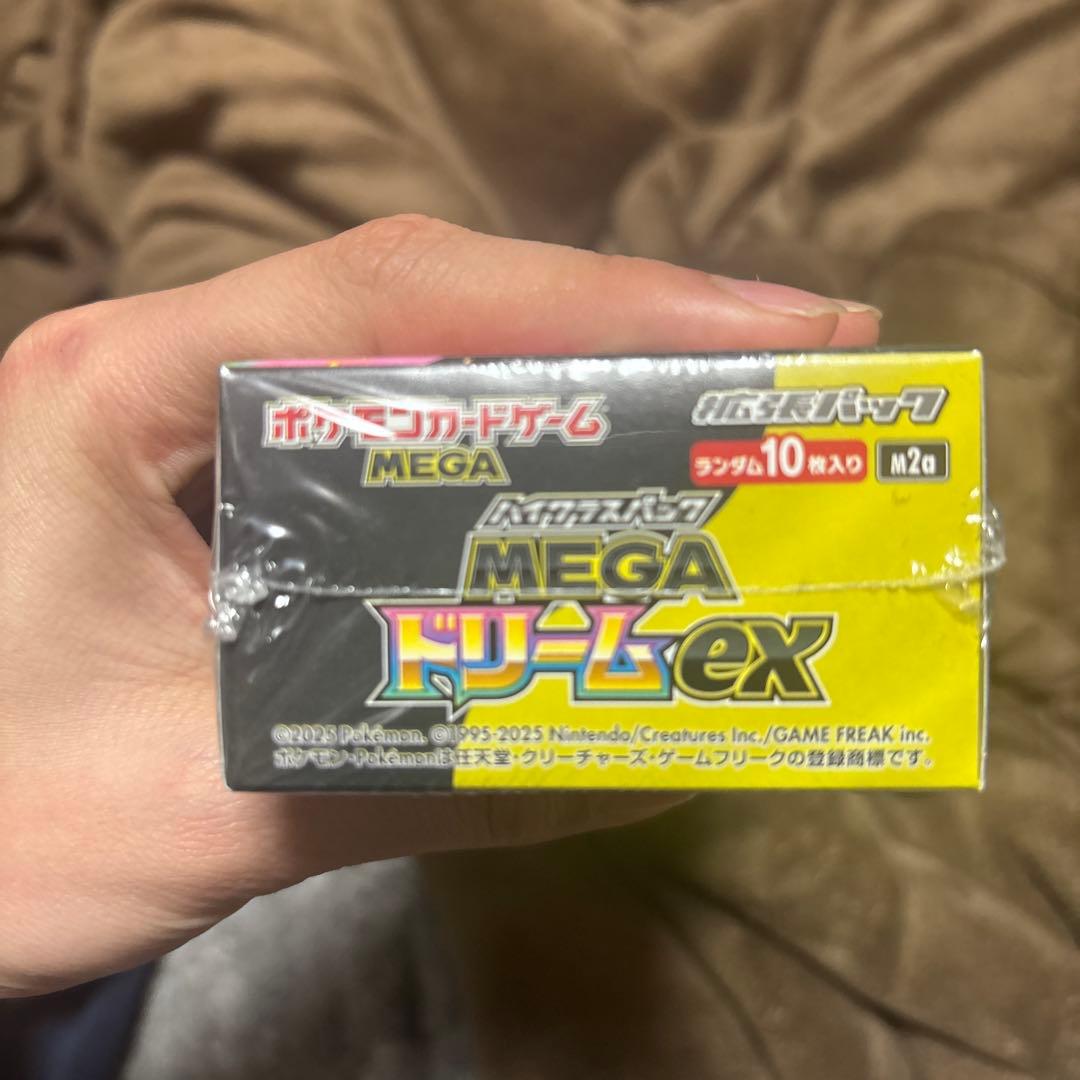 ポケモンカードゲーム
MEGA
拡張パック
ランダム10枚入り M2a
ハイクラスパック
MEGA
ドリームex
©2025 Pokémon. ©1995-2025 Nintendo/Creatures Inc./GAME FREAK inc.
ポケモン・Pokémonは任天堂・クリーチャーズ・ゲームフリークの登録商標です。